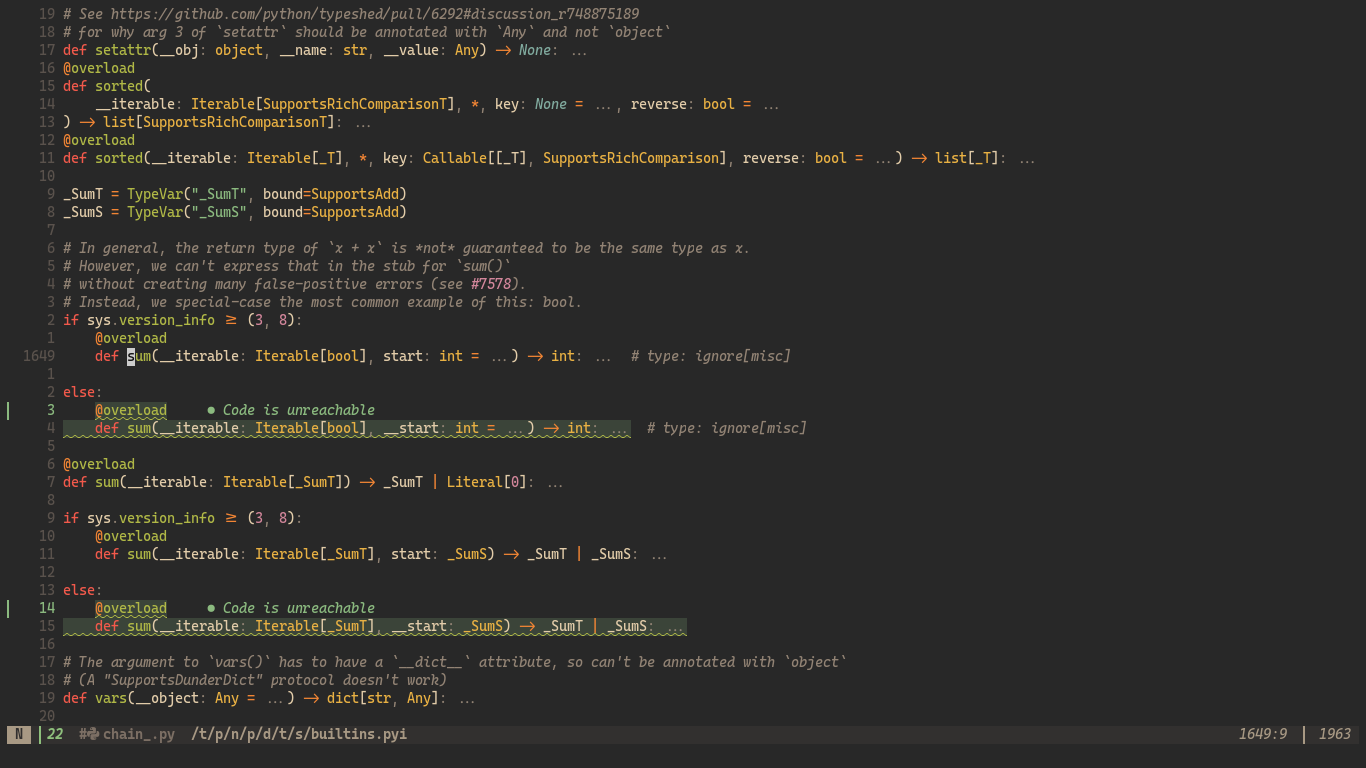 19 # See https://github.com/python/typeshed/pull/6292#discussion_r748875189
18 # for why arg 3 of `setattr` should be annotated with `Any` and not `object`
17 def setattr(__obj: object, __name: str, __value: Any) -> None: ...
16 @overload
15 def sorted(
14     __iterable: Iterable[SupportsRichComparisonT], *, key: None = ..., reverse: bool = ...
13 ) -> list[SupportsRichComparisonT]: ...
12 @overload
11 def sorted(__iterable: Iterable[_T], *, key: Callable[[_T], SupportsRichComparison], reverse: bool = ...) -> list[_T]: ...
10
9 _SumT = TypeVar("_SumT", bound=SupportsAdd)
8 _SumS = TypeVar("_SumS", bound=SupportsAdd)
7
6 # In general, the return type of `x + x` is *not* guaranteed to be the same type as x.
5 # However, we can't express that in the stub for `sum()`
4 # without creating many false-positive errors (see #7578).
3 # Instead, we special-case the most common example of this: bool.
2 if sys.version_info ≥ (3, 8):
1     @overload
1649     def sum(__iterable: Iterable[bool], start: int = ...) -> int: ...  # type: ignore[misc]
1
2 else:
3     @overload     ● Code is unreachable
4     def sum(__iterable: Iterable[bool], __start: int = ...) -> int: ...  # type: ignore[misc]
5
6 @overload
7 def sum(__iterable: Iterable[_SumT]) -> _SumT | Literal[0]: ...
8
9 if sys.version_info ≥ (3, 8):
10     @overload
11     def sum(__iterable: Iterable[_SumT], start: _SumS) -> _SumT | _SumS: ...
12
13 else:
14     @overload     ● Code is unreachable
15     def sum(__iterable: Iterable[_SumT], __start: _SumS) -> _SumT | _SumS: ...
16
17 # The argument to `vars()` has to have a `__dict__` attribute, so can't be annotated with `object`
18 # (A "SupportsDunderDict" protocol doesn't work)
19 def vars(__object: Any = ...) -> dict[str, Any]: ...
20
N 22 # chain_.py /t/p/n/p/d/t/s/builtins.pyi 1649:9 | 1963